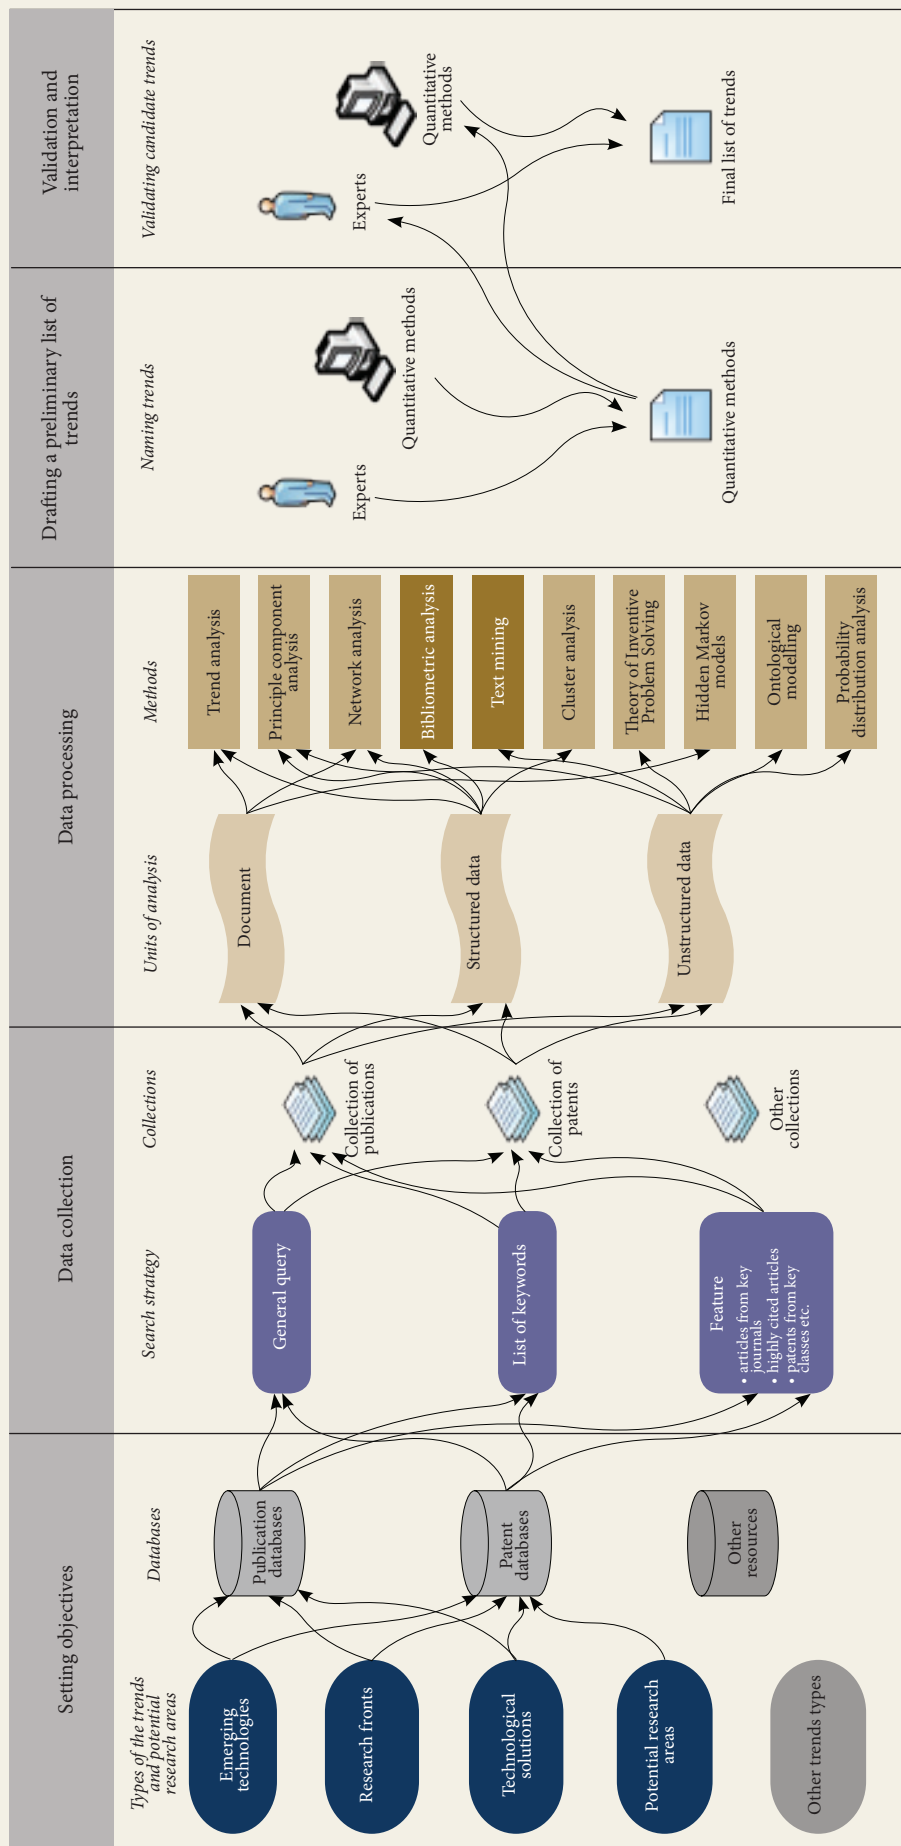 Setting objectives
Types of the trends
and potential
research areas
Emerging
technologies
Research fronts
Technological
solutions
Potential research
areas
Other trends types
Databases
Publication
databases
Patent
databases
Other
resources
Data collection
Search strategy
General query
List of keywords
Feature
• articles from key
journals
• highly cited articles
• patents from key
classes etc.
Collections
Collection of
publications
Collection of
patents
Other
collections
Data processing
Units of analysis
Document
Structured data
Unstructured data
Methods
Trend analysis
Principle component
analysis
Network analysis
Bibliometric analysis
Text mining
Cluster analysis
Theory of Inventive
Problem Solving
Hidden Markov
models
Ontological
modelling
Probability
distribution analysis
Drafting a preliminary list of
trends
Naming trends
Experts
Quantitative methods
Quantitative methods
Validation and
interpretation
Validating candidate trends
Experts
Quantitative
methods
Final list of trends